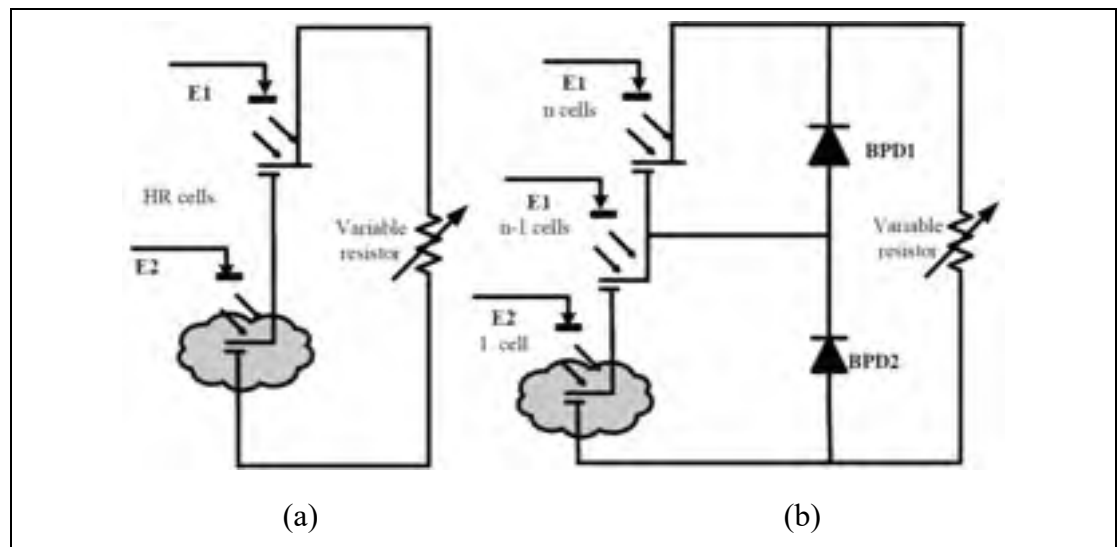 E1
HR cells
E2
Variable
resistor
E1
n cells
E1
n-1 cells
E2
1 cell
BPD1
BPD2
Variable
resistor
(a)
(b)